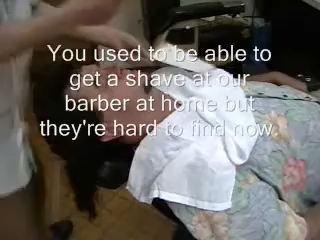 You used to be able to
get a shave at our
barber at home but
they're hard to find now.